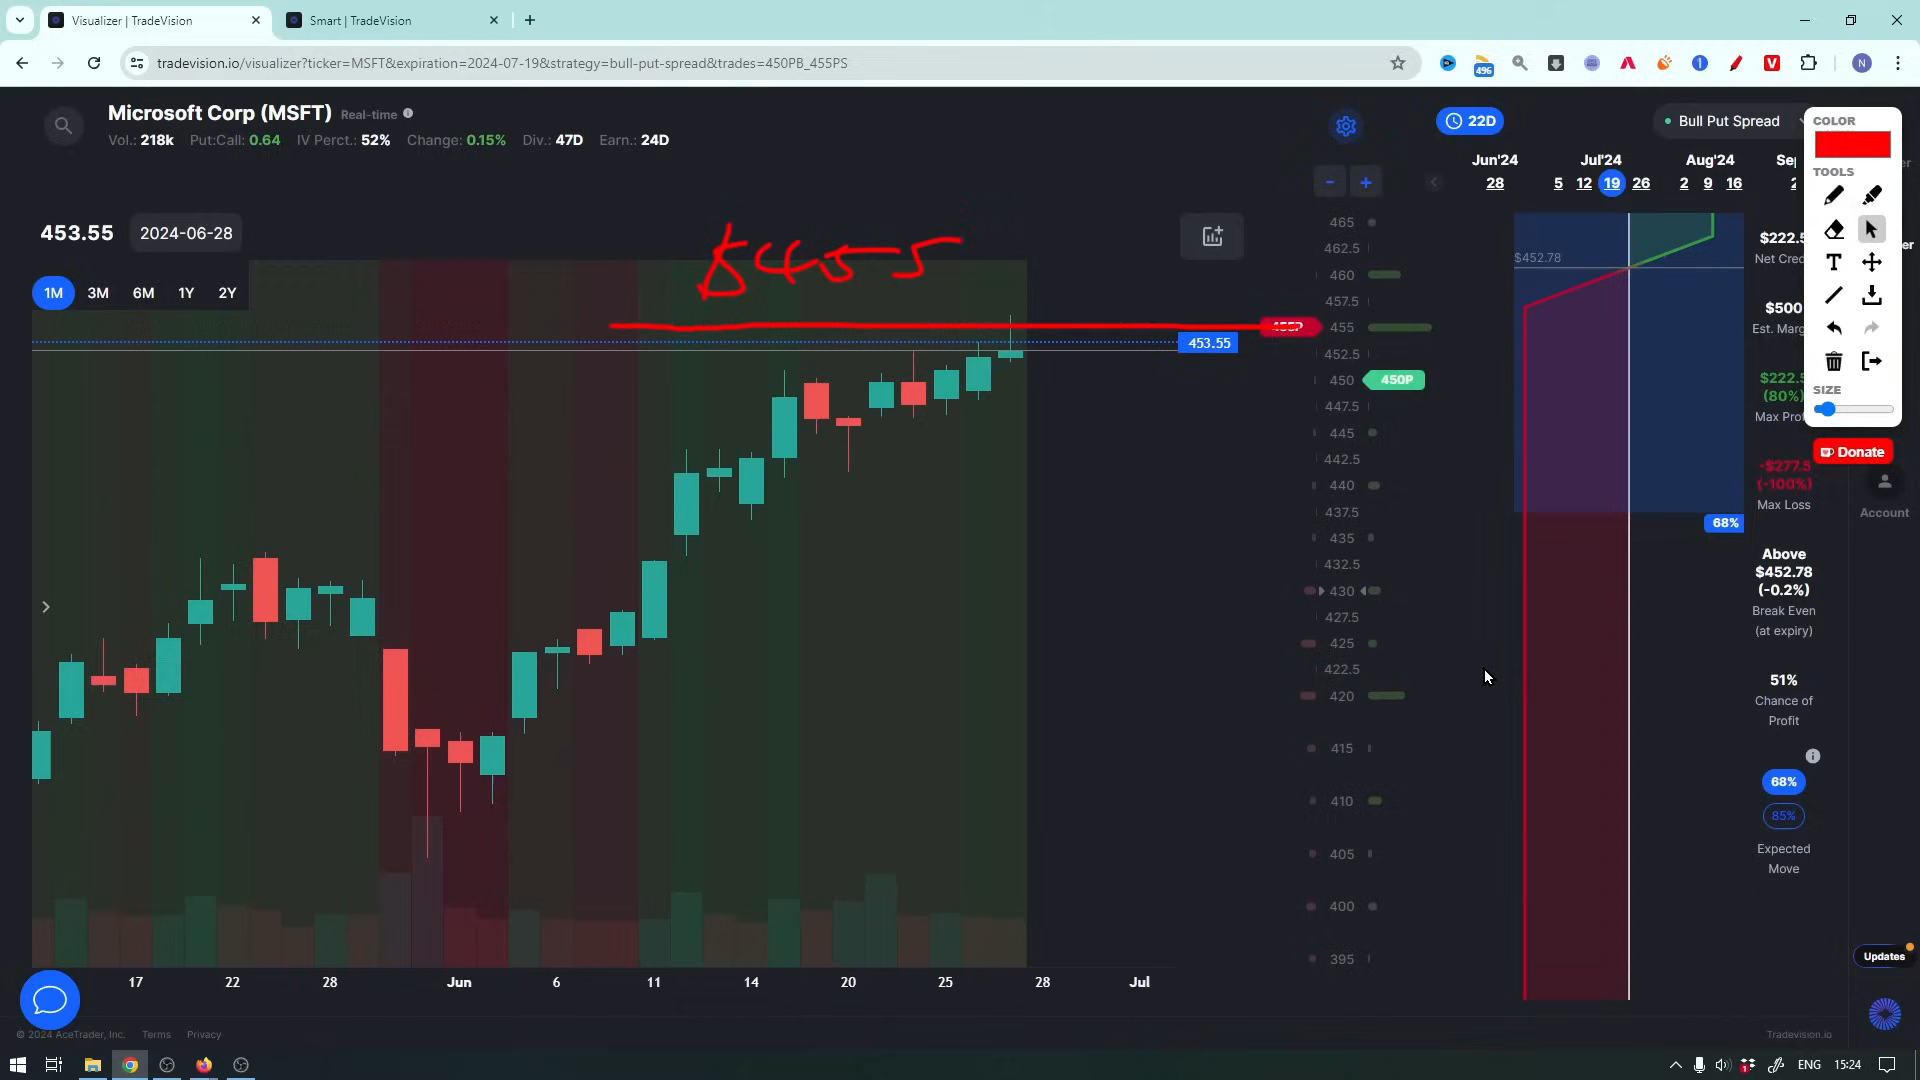 Visualizer | TradeVision
Smart | TradeVision
tradevision.io/visualizer?ticker=MSFT&expiration=2024-07-19&strategy=bull-put-spread&trades=450PB_455PS
496
N
Microsoft Corp (MSFT) Real-time
Vol.: 218k Put:Call: 0.64 IV Perct.: 52% Change: 0.15% Div.: 47D Earn.: 24D
22D
Bull Put Spread
Jun'24 Jul'24 Aug'24
28 5 12 19 26 2 9 16
- +
453.55 2024-06-28
1M 3M 6M 1Y 2Y
$455
453.55
455P
450P
465
462.5
460
457.5
455
452.5
450
447.5
445
442.5
440
437.5
435
432.5
430
427.5
425
422.5
420
415
410
405
400
395
$452.78
68%
$222.5
Net
$500
Est.
$222.5
(80%)
Max
-$277.5
(-100%)
Max Loss
Above
$452.78
(-0.2%)
Break Even
(at expiry)
51%
Chance of
Profit
68%
85%
Expected
Move
COLOR
TOOLS
T
SIZE
Donate
Account
Updates
17 22 28 Jun 6 11 14 20 25 28 Jul
© 2024 AceTrader, Inc. Terms Privacy
Tradevision.io
ENG 15:24